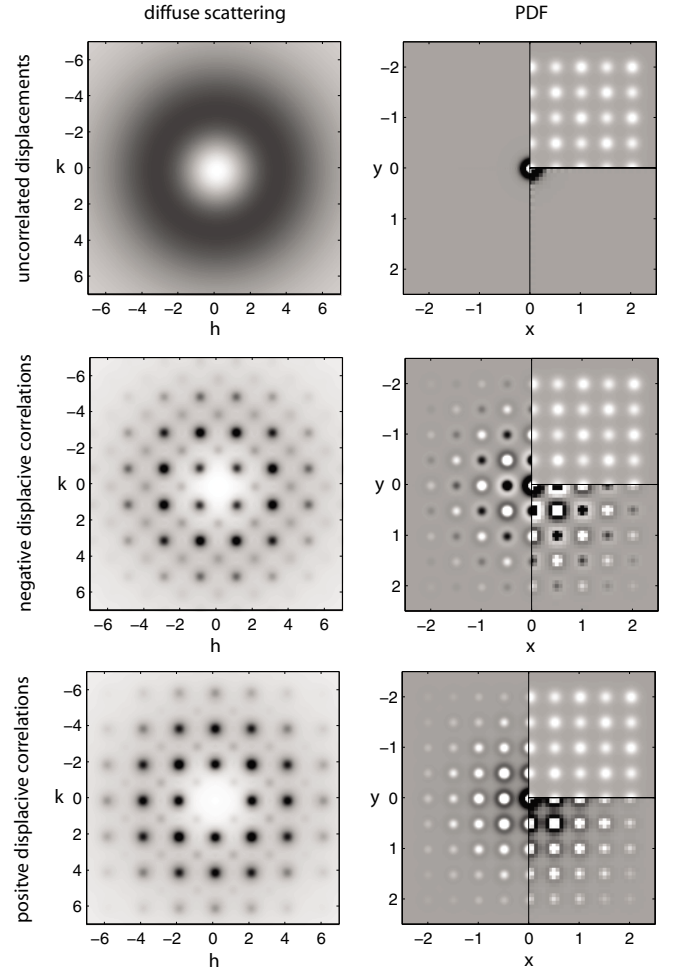 diffuse scattering PDF
uncorrelated displacements
−6
−4
−2
k 0
2
4
6
−6 −4 −2 0 2 4 6
h
−2
−1
y 0
1
2
−2 −1 0 1 2
x
negative displacive correlations
−6
−4
−2
k 0
2
4
6
−6 −4 −2 0 2 4 6
h
−2
−1
y 0
1
2
−2 −1 0 1 2
x
positve displacive correlations
−6
−4
−2
k 0
2
4
6
−6 −4 −2 0 2 4 6
h
−2
−1
y 0
1
2
−2 −1 0 1 2
x